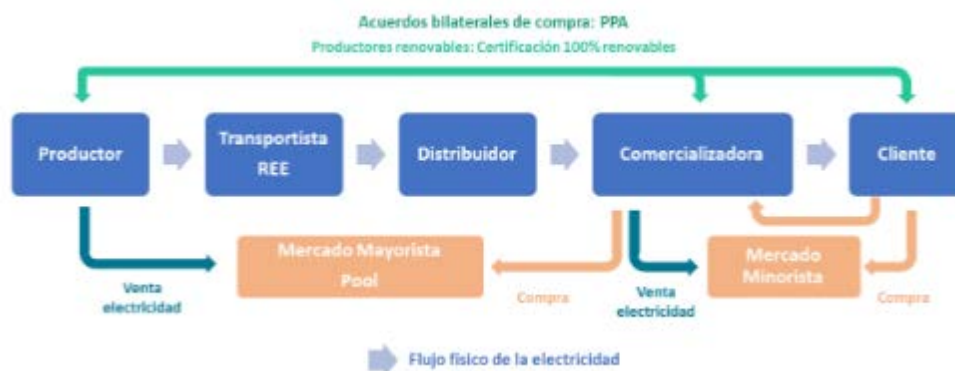 Acuerdos bilaterales de compra: PPA
Productores renovables: Certificación 100% renovables
Productor
Transportista
REE
Distribuidor
Comercializadora
Cliente
Mercado Mayorista
Pool
Mercado
Minorista
Venta
electricidad
Compra
Venta
electricidad
Compra
Flujo físico de la electricidad